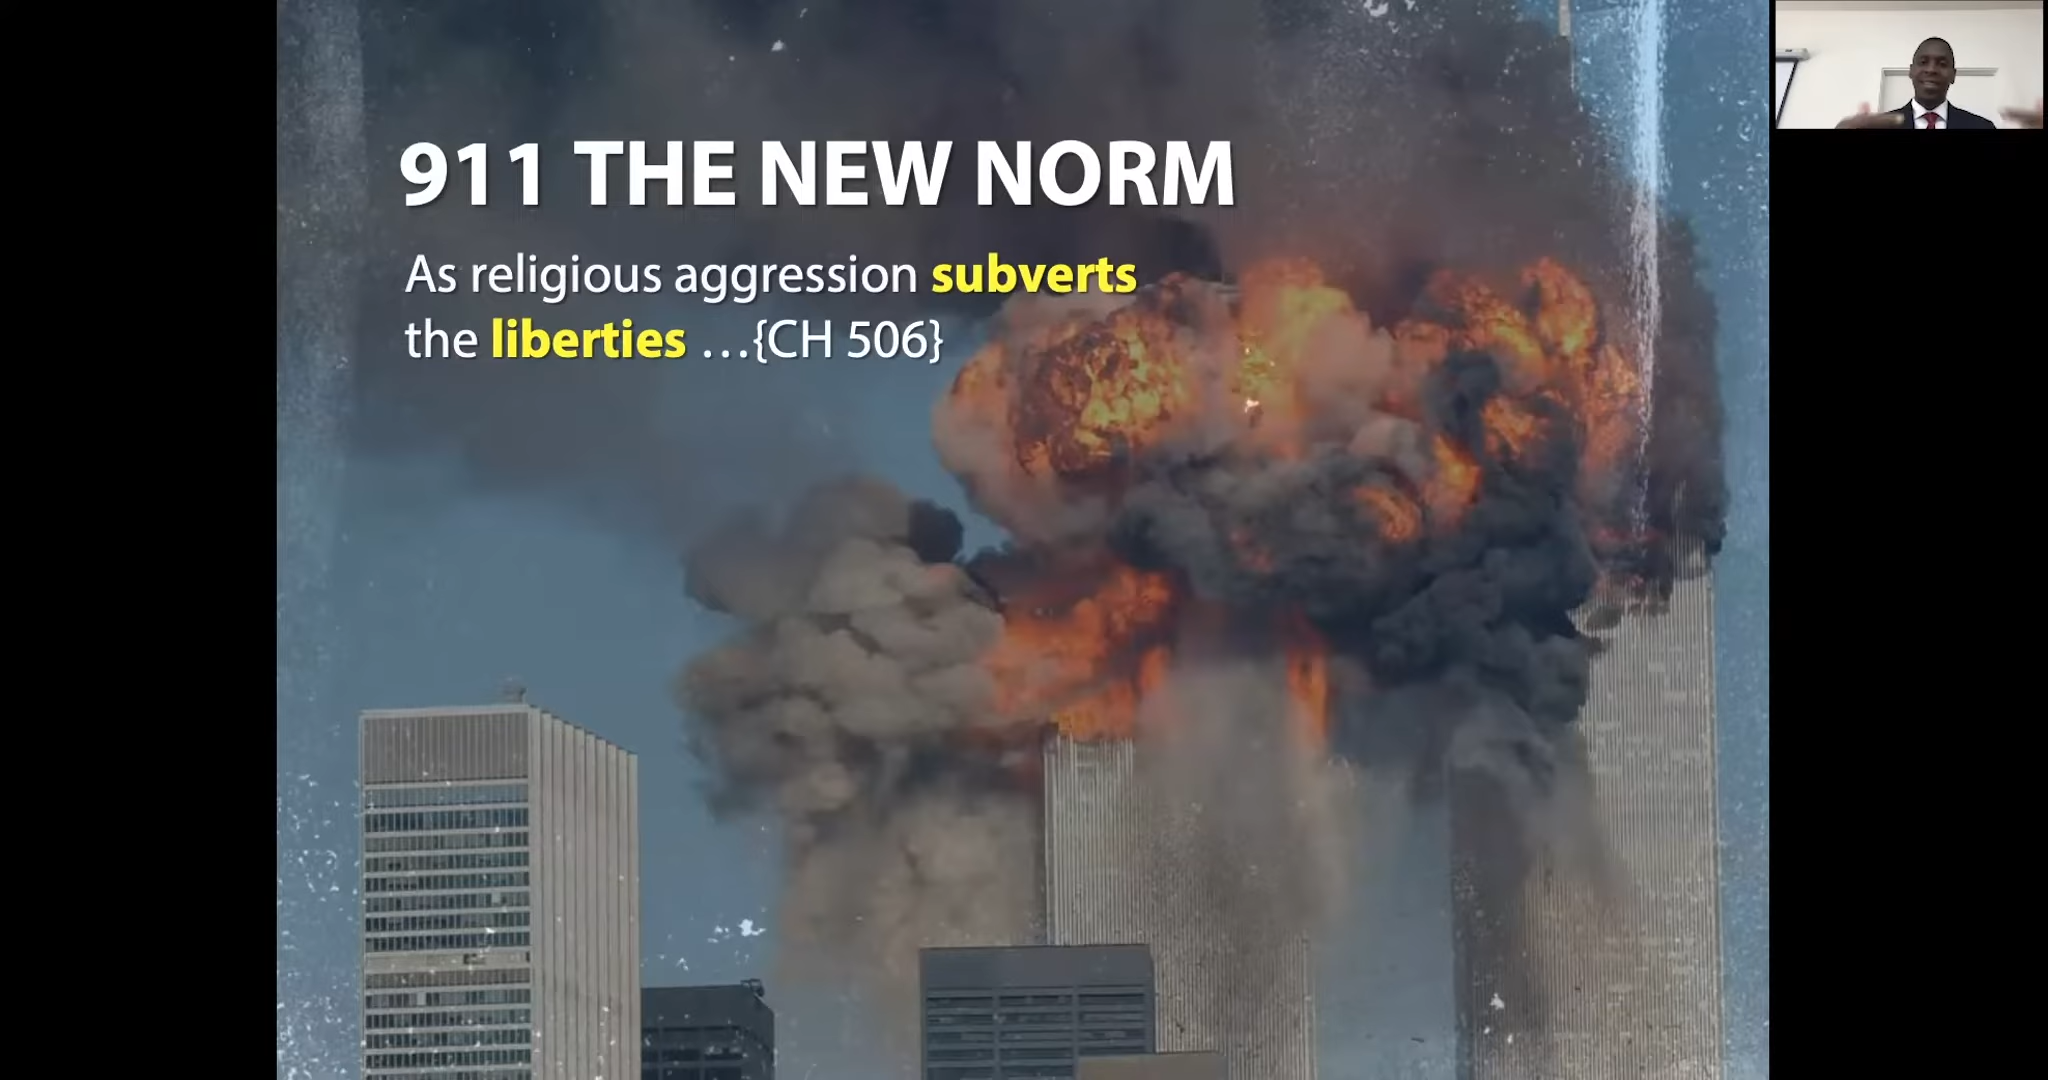 911 THE NEW NORM
As religious aggression subverts
the liberties …{CH 506}